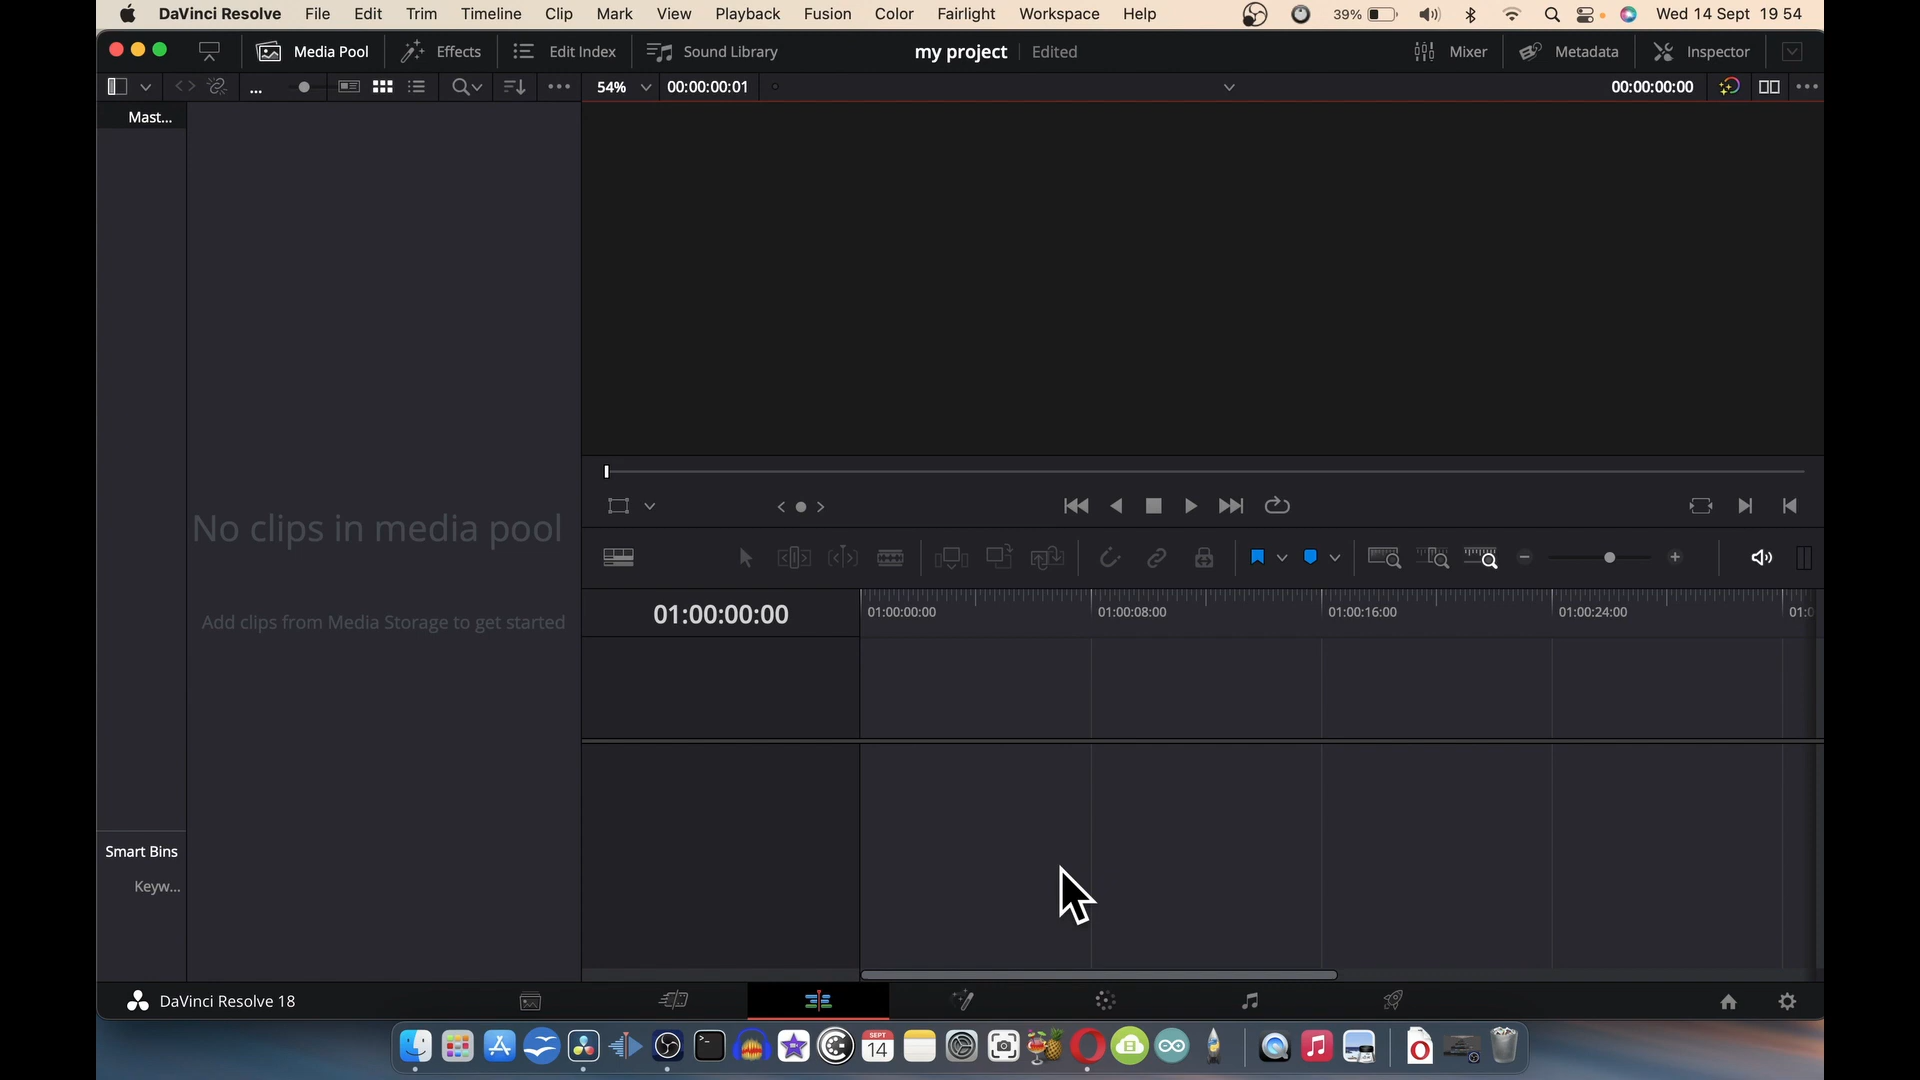 DaVinci Resolve File Edit Trim Timeline Clip Mark View Playback Fusion Color Fairlight Workspace Help 39% Wed 14 Sept 19 54
Media Pool Effects Edit Index Sound Library my project Edited Mixer Metadata Inspector
... 54% 00:00:00:01 00:00:00:00
Mast...
No clips in media pool
Add clips from Media Storage to get started
01:00:00:00 01:00:00:00 01:00:08:00 01:00:16:00 01:00:24:00 01:0
Smart Bins
Keyw...
DaVinci Resolve 18
SEPT
14